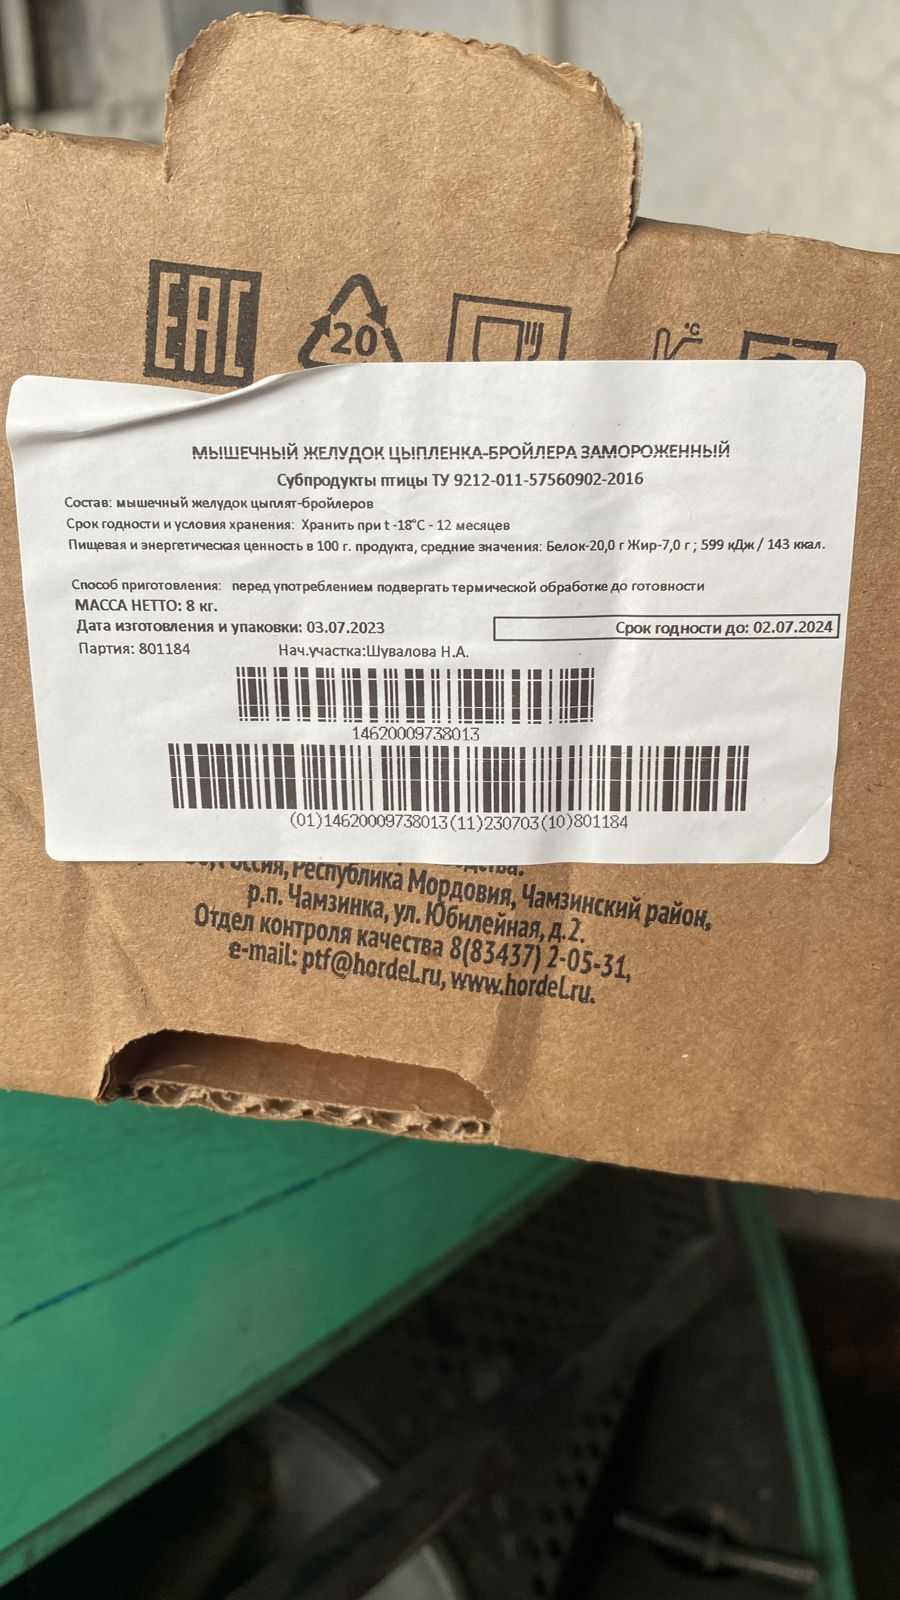 ЕАС
20
°C
МЫШЕЧНЫЙ ЖЕЛУДОК ЦЫПЛЕНКА-БРОЙЛЕРА ЗАМОРОЖЕННЫЙ
Субпродукты птицы ТУ 9212-011-57560902-2016
Состав: мышечный желудок цыплят-бройлеров
Срок годности и условия хранения: Хранить при t -18°С - 12 месяцев
Пищевая и энергетическая ценность в 100 г. продукта, средние значения: Белок-20,0 г Жир-7,0 г ; 599 кДж / 143 ккал.
Способ приготовления: перед употреблением подвергать термической обработке до готовности
МАССА НЕТТО: 8 кг.
Дата изготовления и упаковки: 03.07.2023
Срок годности до: 02.07.2024
Партия: 801184 Нач.участка:Шувалова Н.А.
14620009738013
(01)14620009738013(11)230703(10)801184
Россия, Республика Мордовия, Чамзинский район,
р.п. Чамзинка, ул. Юбилейная, д.2.
Отдел контроля качества 8(83437) 2-05-31,
e-mail: ptf@hordel.ru, www.hordel.ru.